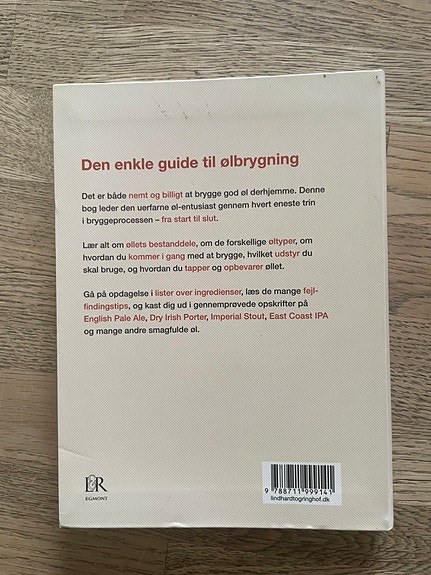 Den enkle guide til ølbrygning
Det er både nemt og billigt at brygge god øl derhjemme. Denne
bog leder den uerfarne øl-entusiast gennem hvert eneste trin
i bryggeprocessen – fra start til slut.
Lær alt om øllets bestanddele, om de forskellige øltyper, om
hvordan du kommer i gang med at brygge, hvilket udstyr du
skal bruge, og hvordan du tapper og opbevarer øllet.
Gå på opdagelse i lister over ingredienser, læs de mange fejl-
findingstips, og kast dig ud i gennemprøvede opskrifter på
English Pale Ale, Dry Irish Porter, Imperial Stout, East Coast IPA
og mange andre smagfulde øl.
L&R
EGMONT
9 788711 999141
lindhardtogringhof.dk